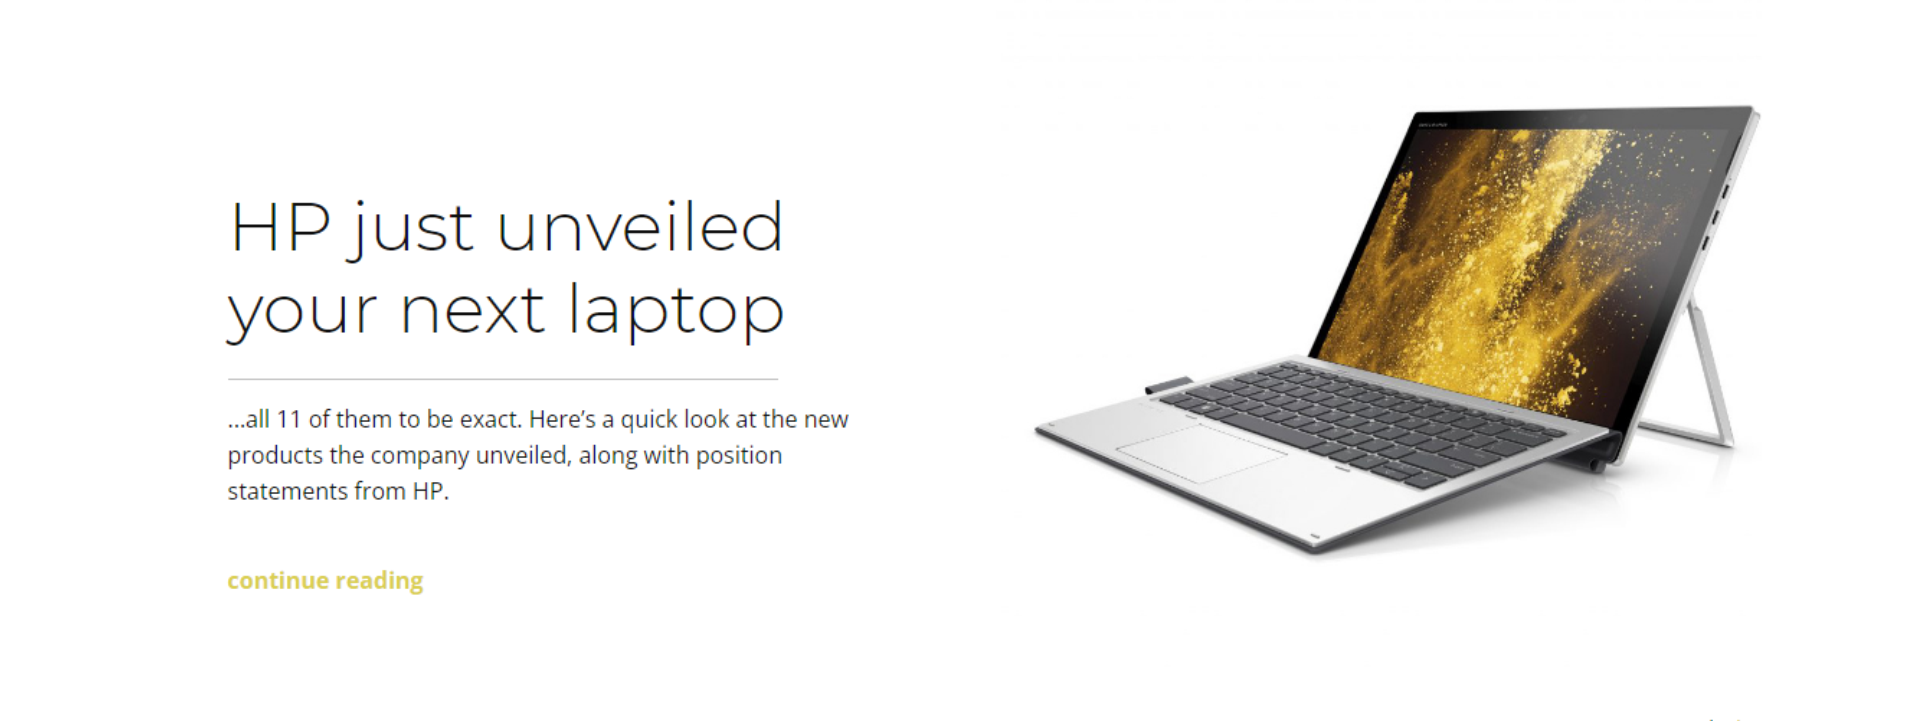 HP just unveiled
your next laptop
...all 11 of them to be exact. Here’s a quick look at the new
products the company unveiled, along with position
statements from HP.
continue reading